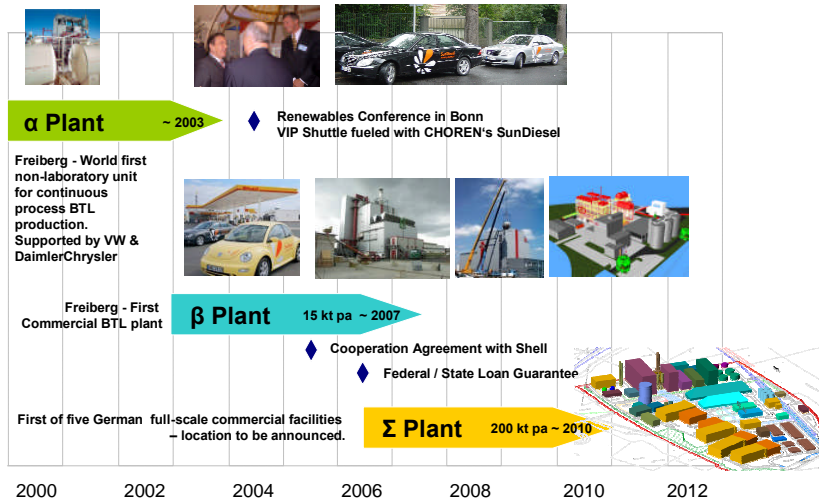 α Plant
~ 2003
Renewables Conference in Bonn
VIP Shuttle fueled with CHOREN‘s SunDiesel
Freiberg - World first
non-laboratory unit
for continuous
process BTL
production.
Supported by VW &
DaimlerChrysler
Freiberg - First
Commercial BTL plant
β Plant
15 kt pa ~ 2007
Cooperation Agreement with Shell
Federal / State Loan Guarantee
First of five German full-scale commercial facilities
– location to be announced.
Σ Plant
200 kt pa ~ 2010
2000 2002 2004 2006 2008 2010 2012